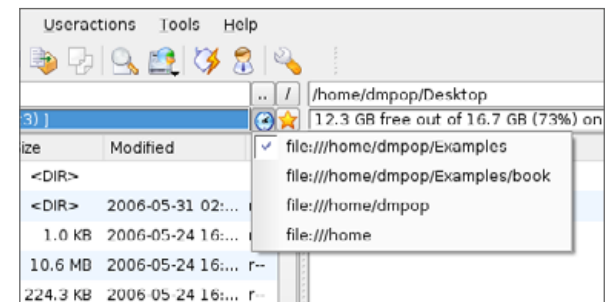 Useractions Tools Help
.. / /home/dmpop/Desktop
3) ] 12.3 GB free out of 16.7 GB (73%) on
ize Modified
file:///home/dmpop/Examples
<DIR>
file:///home/dmpop/Examples/book
<DIR> 2006-05-31 02:...
file:///home/dmpop
1.0 KB 2006-05-24 16:...
file:///home
10.6 MB 2006-05-24 16:... r--
224.3 KB 2006-05-24 16:... r--